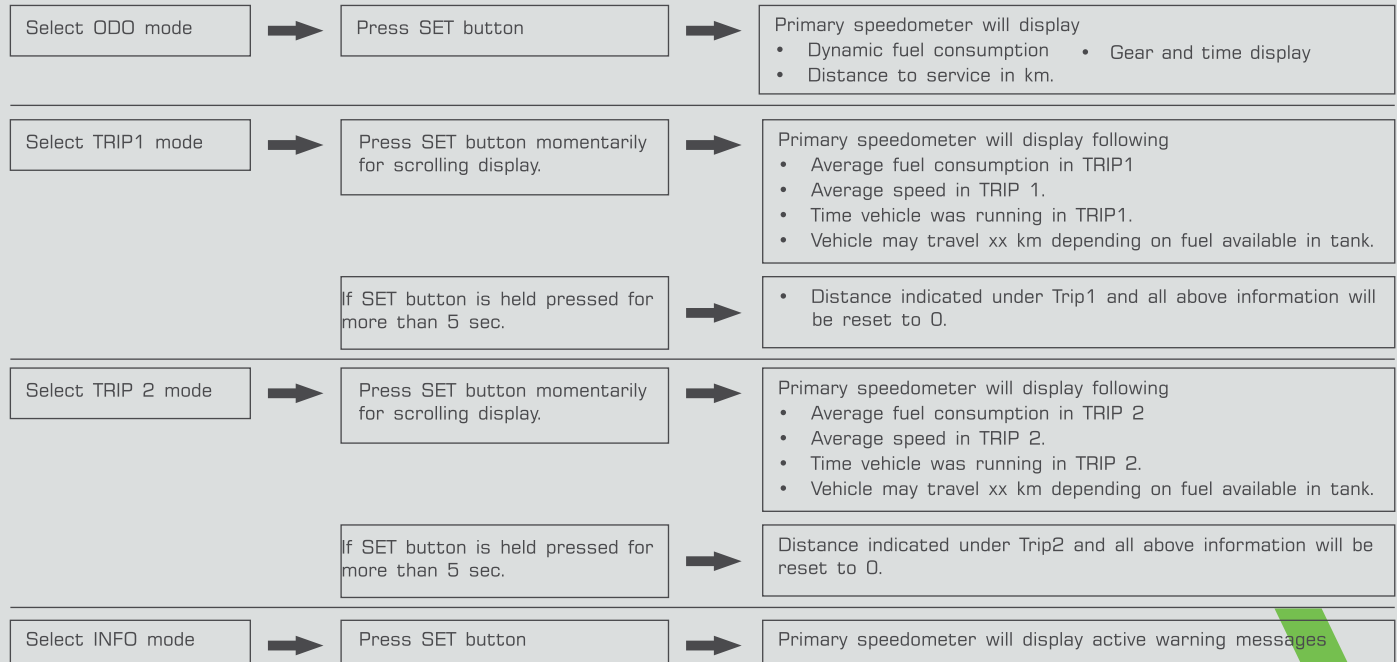 Select ODO mode
Press SET button
Primary speedometer will display
• Dynamic fuel consumption • Gear and time display
• Distance to service in km.
Select TRIP1 mode
Press SET button momentarily
for scrolling display.
Primary speedometer will display following
• Average fuel consumption in TRIP1
• Average speed in TRIP 1.
• Time vehicle was running in TRIP1.
• Vehicle may travel xx km depending on fuel available in tank.
If SET button is held pressed for
more than 5 sec.
• Distance indicated under Trip1 and all above information will
be reset to 0.
Select TRIP 2 mode
Press SET button momentarily
for scrolling display.
Primary speedometer will display following
• Average fuel consumption in TRIP 2
• Average speed in TRIP 2.
• Time vehicle was running in TRIP 2.
• Vehicle may travel xx km depending on fuel available in tank.
If SET button is held pressed for
more than 5 sec.
Distance indicated under Trip2 and all above information will be
reset to 0.
Select INFO mode
Press SET button
Primary speedometer will display active warning messages